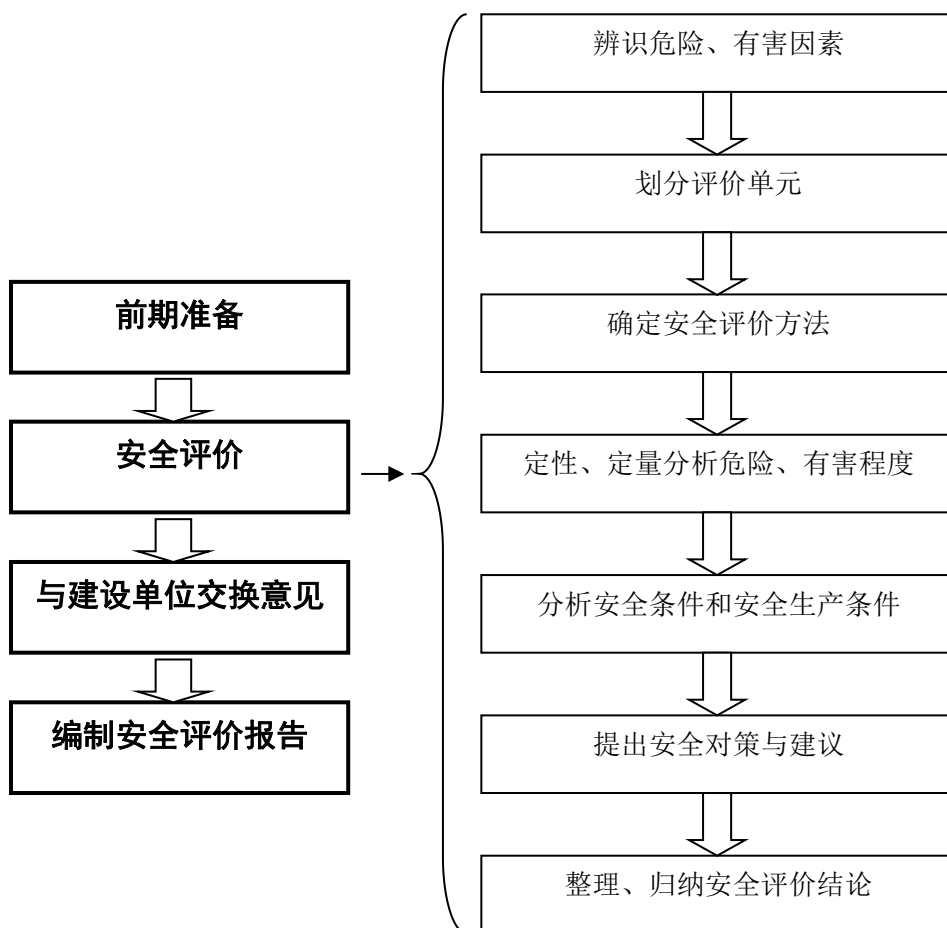 前期准备
安全评价
与建设单位交换意见
编制安全评价报告
辨识危险、有害因素
划分评价单元
确定安全评价方法
定性、定量分析危险、有害程度
分析安全条件和安全生产条件
提出安全对策与建议
整理、归纳安全评价结论